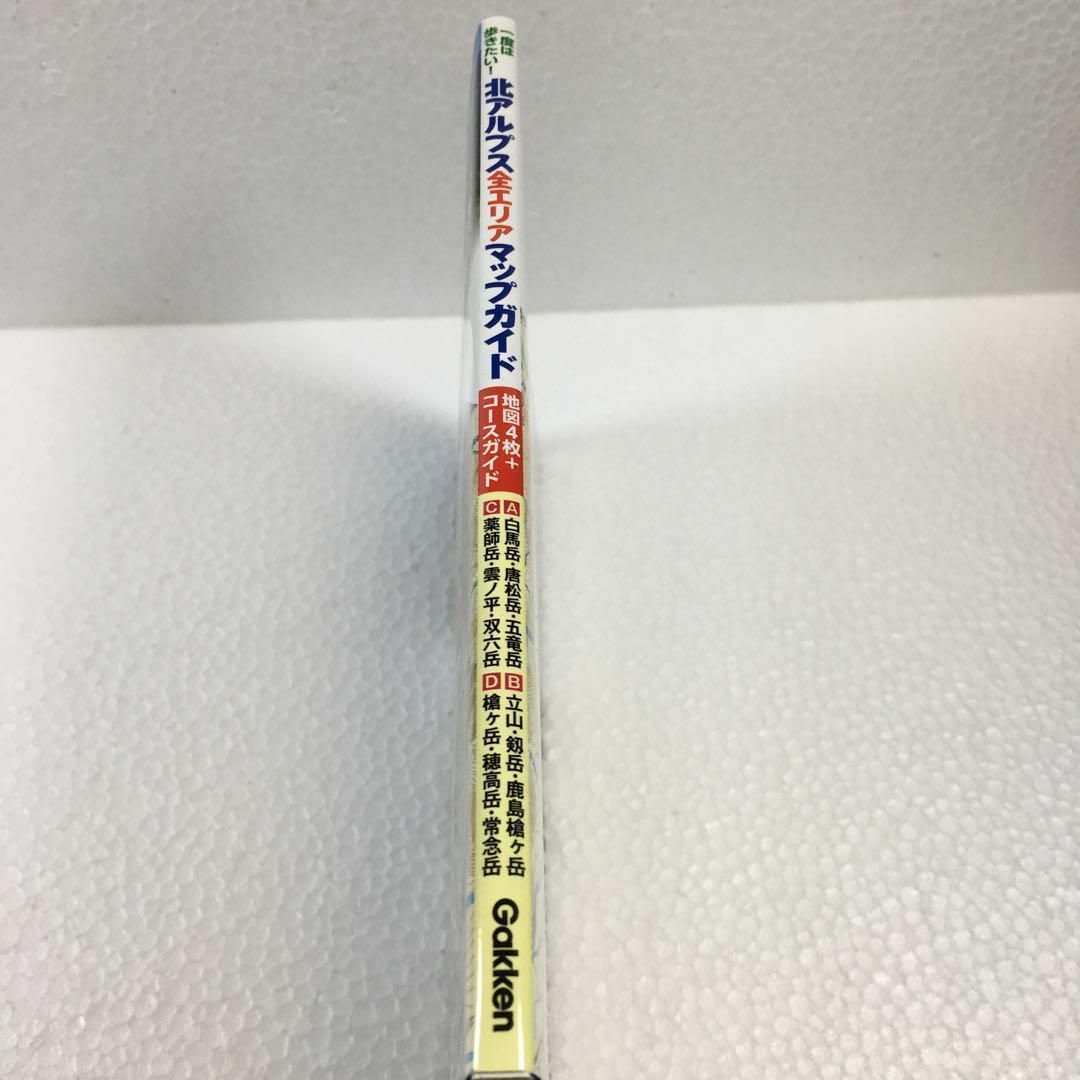 一度は
歩きたい!
北アルプス全エリアマップガイド
地図4枚+
コースガイド
A 白馬岳・唐松岳・五竜岳
B 立山・剱岳・鹿島槍ヶ岳
C 薬師岳・雲ノ平・双六岳
D 槍ヶ岳・穂高岳・常念岳
Gakken